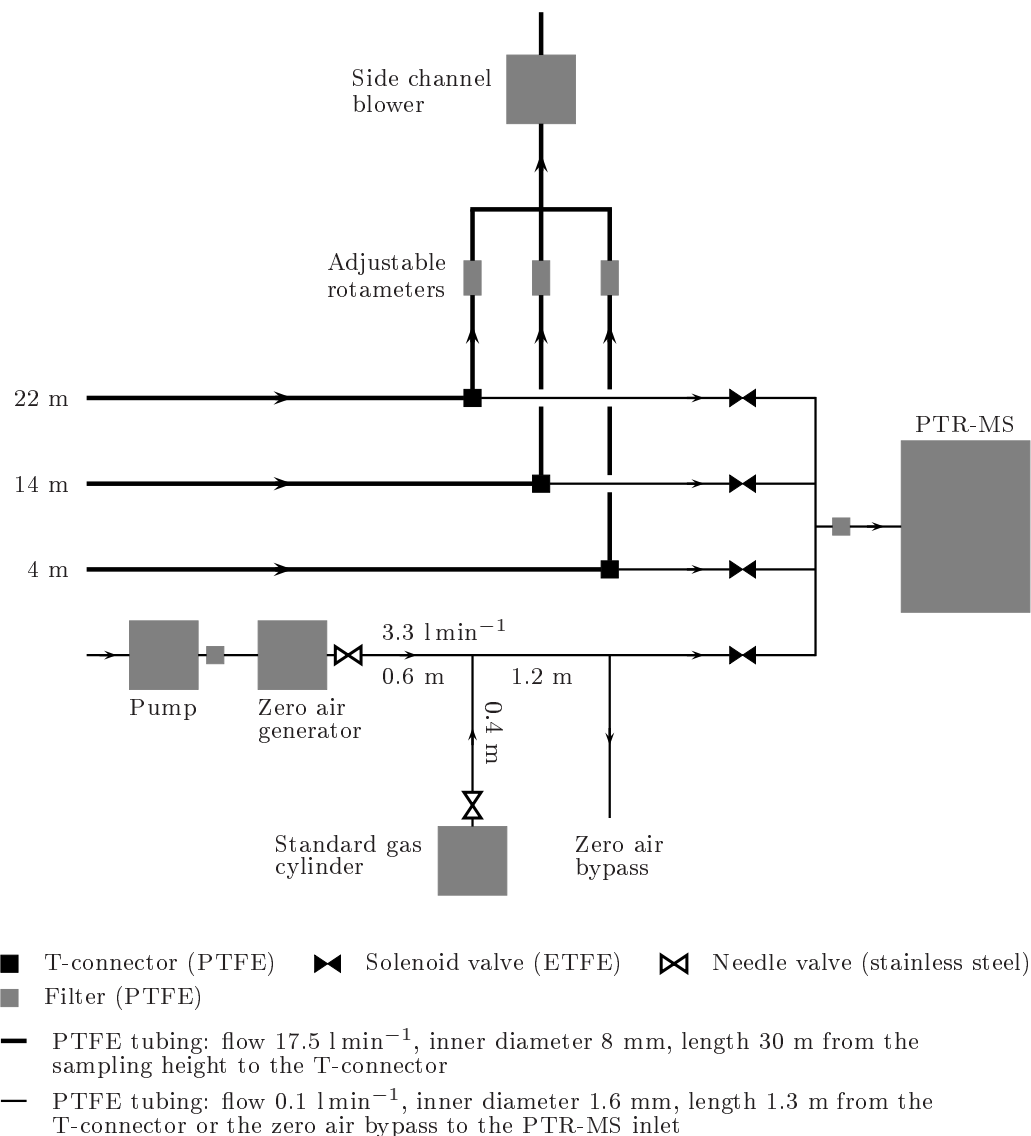 Side channel
blower
Adjustable
rotameters
22 m
PTR-MS
14 m
4 m
3.3 l min⁻¹
0.6 m
1.2 m
Pump
Zero air
generator
0.4 m
Standard gas
cylinder
Zero air
bypass
T-connector (PTFE)
Solenoid valve (ETFE)
Needle valve (stainless steel)
Filter (PTFE)
PTFE tubing: flow 17.5 l min⁻¹, inner diameter 8 mm, length 30 m from the
sampling height to the T-connector
PTFE tubing: flow 0.1 l min⁻¹, inner diameter 1.6 mm, length 1.3 m from the
T-connector or the zero air bypass to the PTR-MS inlet